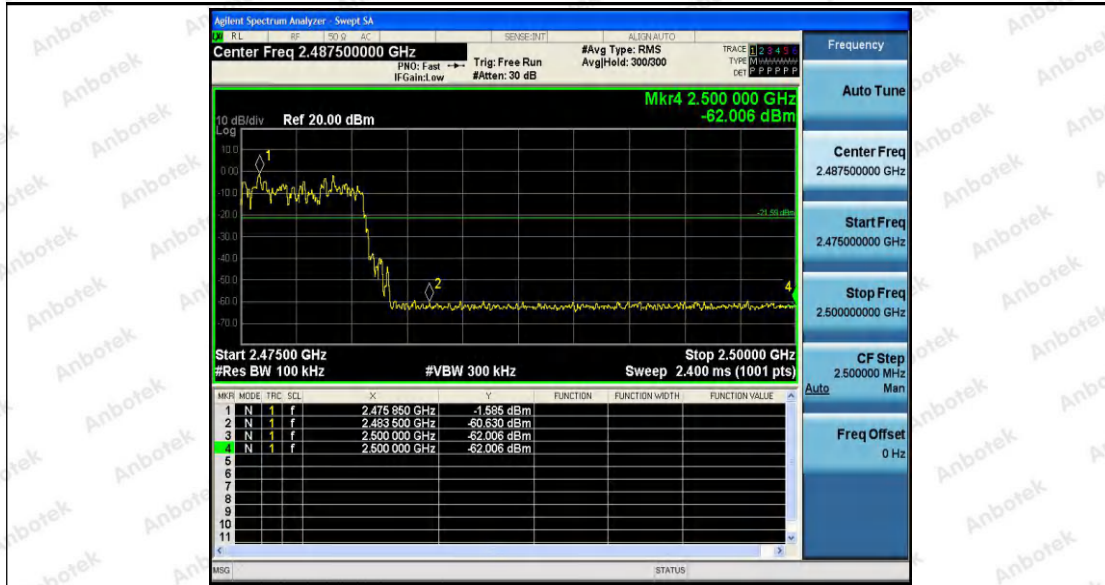 Agilent Spectrum Analyzer - Swept SA
RL RF 50 Ω AC SENSE:INT ALIGNAUTO
Center Freq 2.487500000 GHz
PNO: Fast
IFGain:Low
Trig: Free Run
#Atten: 30 dB
#Avg Type: RMS
Avg|Hold: 300/300
TRACE 1 2 3 4 5 6
TYPE M
DET P P P P P P
Mkr4 2.500 000 GHz
-62.006 dBm
10 dB/div Ref 20.00 dBm
Log
10.0
0.00
-10.0
-20.0
-30.0
-40.0
-50.0
-60.0
-70.0
1
2
4
-21.59 dBm
Start 2.47500 GHz Stop 2.50000 GHz
#Res BW 100 kHz #VBW 300 kHz Sweep 2.400 ms (1001 pts)
MKR MODE TRC SCL X Y FUNCTION FUNCTION WIDTH FUNCTION VALUE
1 N 1 f 2.475 850 GHz -1.585 dBm
2 N 1 f 2.483 500 GHz -60.630 dBm
3 N 1 f 2.500 000 GHz -62.006 dBm
4 N 1 f 2.500 000 GHz -62.006 dBm
5
6
7
8
9
10
11
MSG STATUS
Frequency
Auto Tune
Center Freq
2.487500000 GHz
Start Freq
2.475000000 GHz
Stop Freq
2.500000000 GHz
CF Step
2.500000 MHz
Auto Man
Freq Offset
0 Hz
Anbotek